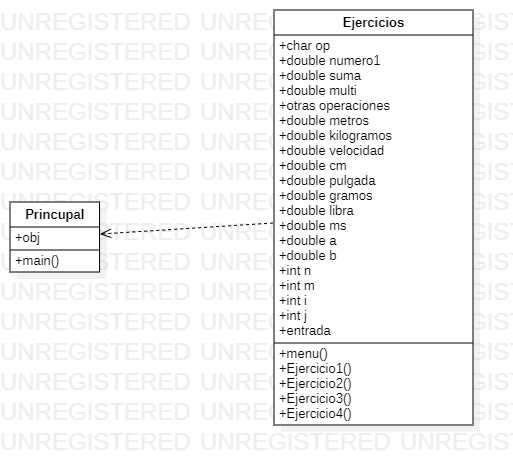 Ejercicios
+char op
+double numero1
+double suma
+double multi
+otras operaciones
+double metros
+double kilogramos
+double velocidad
+double cm
+double pulgada
+double gramos
+double libra
+double ms
+double a
+double b
+int n
+int m
+int i
+int j
+entrada
+menu()
+Ejercicio1()
+Ejercicio2()
+Ejercicio3()
+Ejercicio4()
Princupal
+obj
+main()
UNREGISTERED UNREGISTERED UNREGISTERED